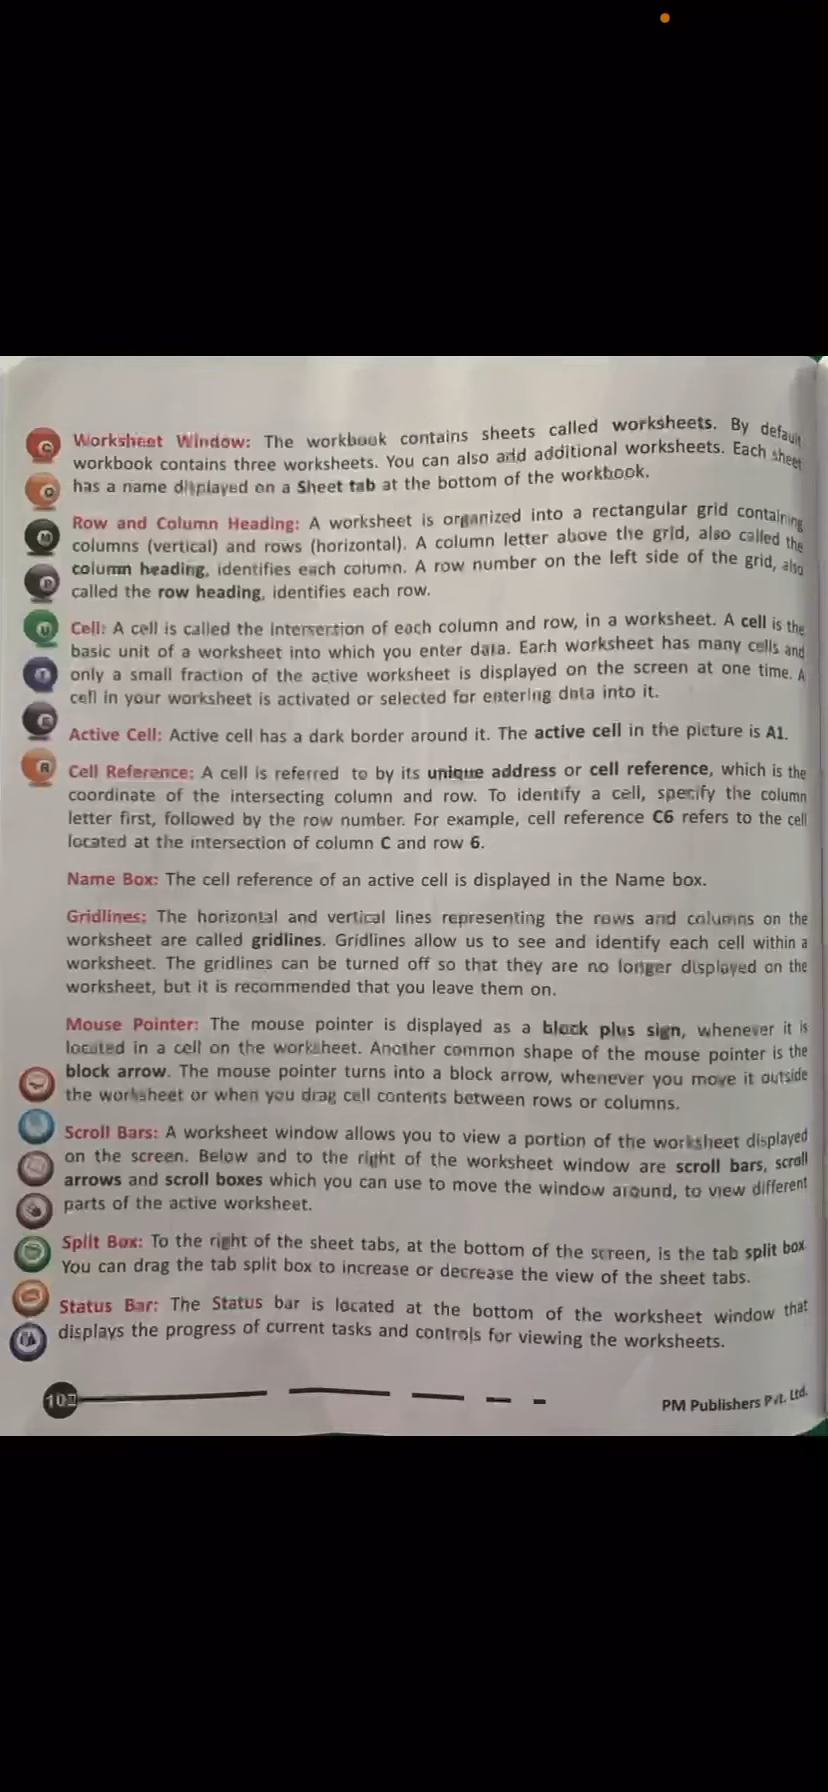 Worksheet Window: The workbook contains sheets called worksheets. By default
workbook contains three worksheets. You can also add additional worksheets. Each sheet
has a name displayed on a Sheet tab at the bottom of the workbook.
Row and Column Heading: A worksheet is organized into a rectangular grid containing
columns (vertical) and rows (horizontal). A column letter above the grid, also called the
column heading, identifies each column. A row number on the left side of the grid, also
called the row heading, identifies each row.
Cell: A cell is called the intersection of each column and row, in a worksheet. A cell is the
basic unit of a worksheet into which you enter data. Each worksheet has many cells and
only a small fraction of the active worksheet is displayed on the screen at one time. A
cell in your worksheet is activated or selected for entering data into it.
Active Cell: Active cell has a dark border around it. The active cell in the picture is A1.
Cell Reference: A cell is referred to by its unique address or cell reference, which is the
coordinate of the intersecting column and row. To identify a cell, specify the column
letter first, followed by the row number. For example, cell reference C6 refers to the cell
located at the intersection of column C and row 6.
Name Box: The cell reference of an active cell is displayed in the Name box.
Gridlines: The horizontal and vertical lines representing the rows and columns on the
worksheet are called gridlines. Gridlines allow us to see and identify each cell within a
worksheet. The gridlines can be turned off so that they are no longer displayed on the
worksheet, but it is recommended that you leave them on.
Mouse Pointer: The mouse pointer is displayed as a block plus sign, whenever it is
located in a cell on the worksheet. Another common shape of the mouse pointer is the
block arrow. The mouse pointer turns into a block arrow, whenever you move it outside
the worksheet or when you drag cell contents between rows or columns.
Scroll Bars: A worksheet window allows you to view a portion of the worksheet displayed
on the screen. Below and to the right of the worksheet window are scroll bars, scroll
arrows and scroll boxes which you can use to move the window around, to view different
parts of the active worksheet.
Split Box: To the right of the sheet tabs, at the bottom of the screen, is the tab split box.
You can drag the tab split box to increase or decrease the view of the sheet tabs.
Status Bar: The Status bar is located at the bottom of the worksheet window that
displays the progress of current tasks and controls for viewing the worksheets.
PM Publishers Pvt. Ltd.
C
O
M
P
U
T
E
R